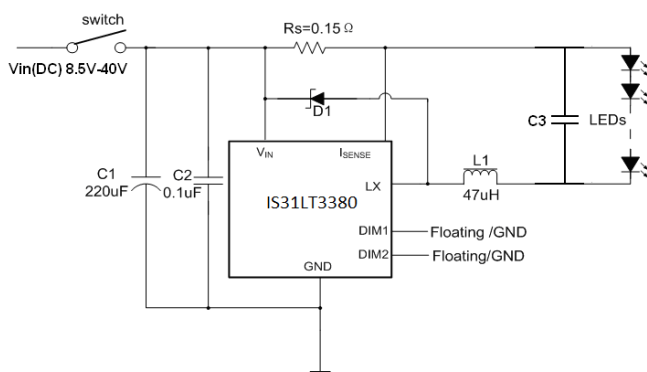 switch
Rs=0.15 Ω
Vin(DC) 8.5V-40V
D1
C3
LEDs
VIN
ISENSE
C1
220uF
C2
0.1uF
IS31LT3380
LX
L1
47uH
DIM1
Floating /GND
DIM2
Floating/GND
GND